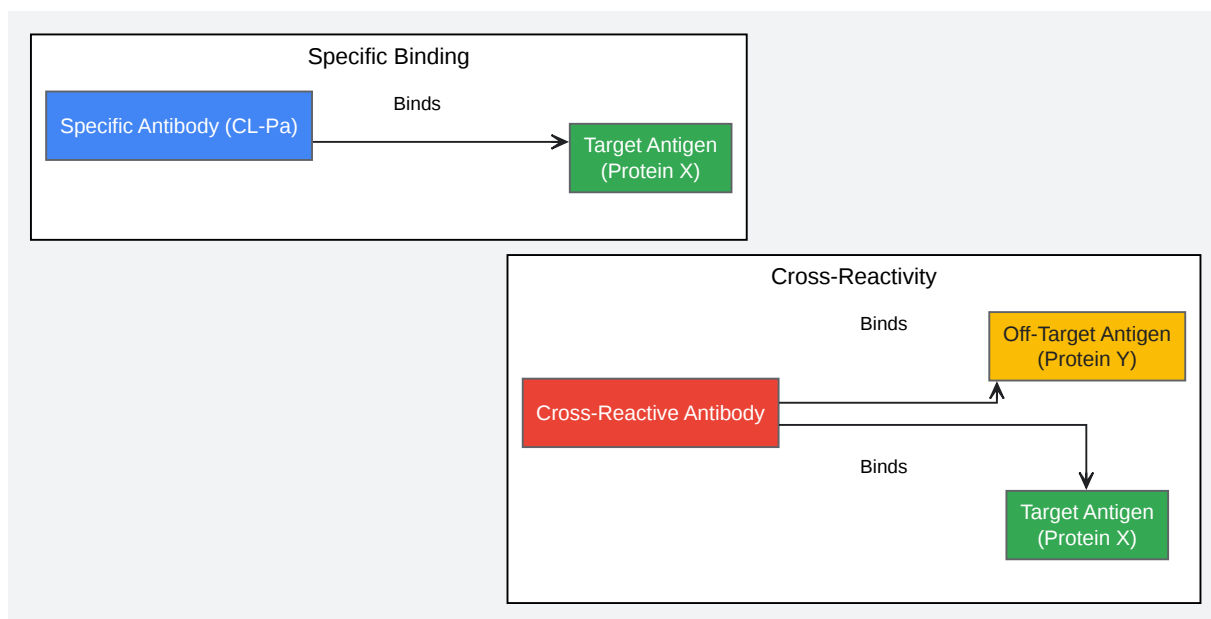 Specific Binding
Specific Antibody (CL-Pa)
Binds
Target Antigen
(Protein X)
Cross-Reactivity
Binds
Off-Target Antigen
(Protein Y)
Cross-Reactive Antibody
Binds
Target Antigen
(Protein X)